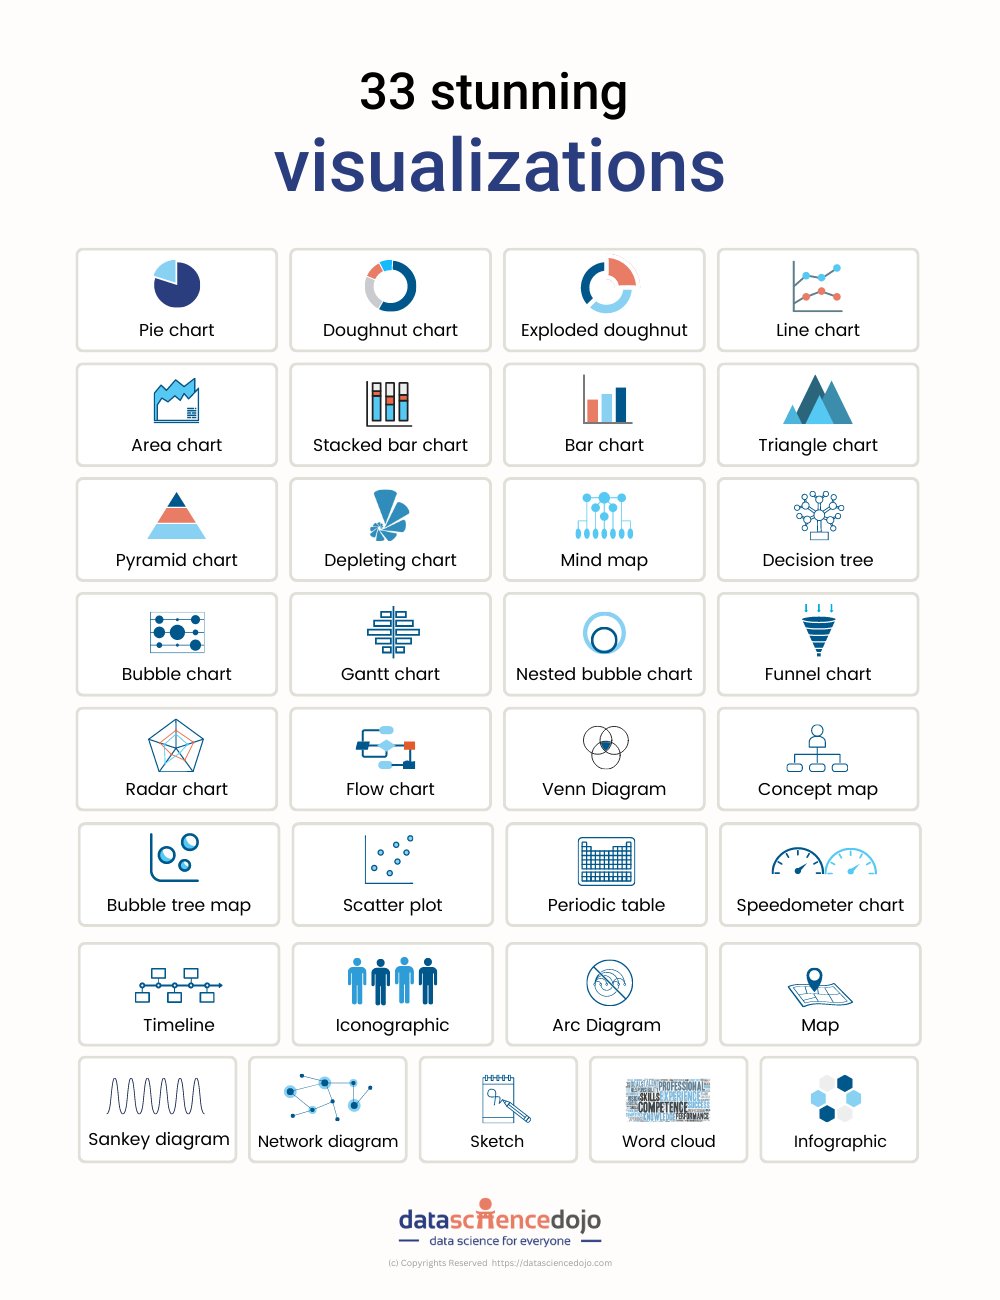 33 stunning
visualizations
Pie chart
Doughnut chart
Exploded doughnut
Line chart
Area chart
Stacked bar chart
Bar chart
Triangle chart
Pyramid chart
Depleting chart
Mind map
Decision tree
Bubble chart
Gantt chart
Nested bubble chart
Funnel chart
Radar chart
Flow chart
Venn Diagram
Concept map
Bubble tree map
Scatter plot
Periodic table
Speedometer chart
Timeline
Iconographic
Arc Diagram
Map
Sankey diagram
Network diagram
Sketch
PROFESSIONAL
SKILLS EXPERIENCE
COMPETENCE SUCCESS
KNOWLEDGE PERFORMANCE
Word cloud
Infographic
datasciencedojo
data science for everyone
(c) Copyrights Reserved https://datasciencedojo.com